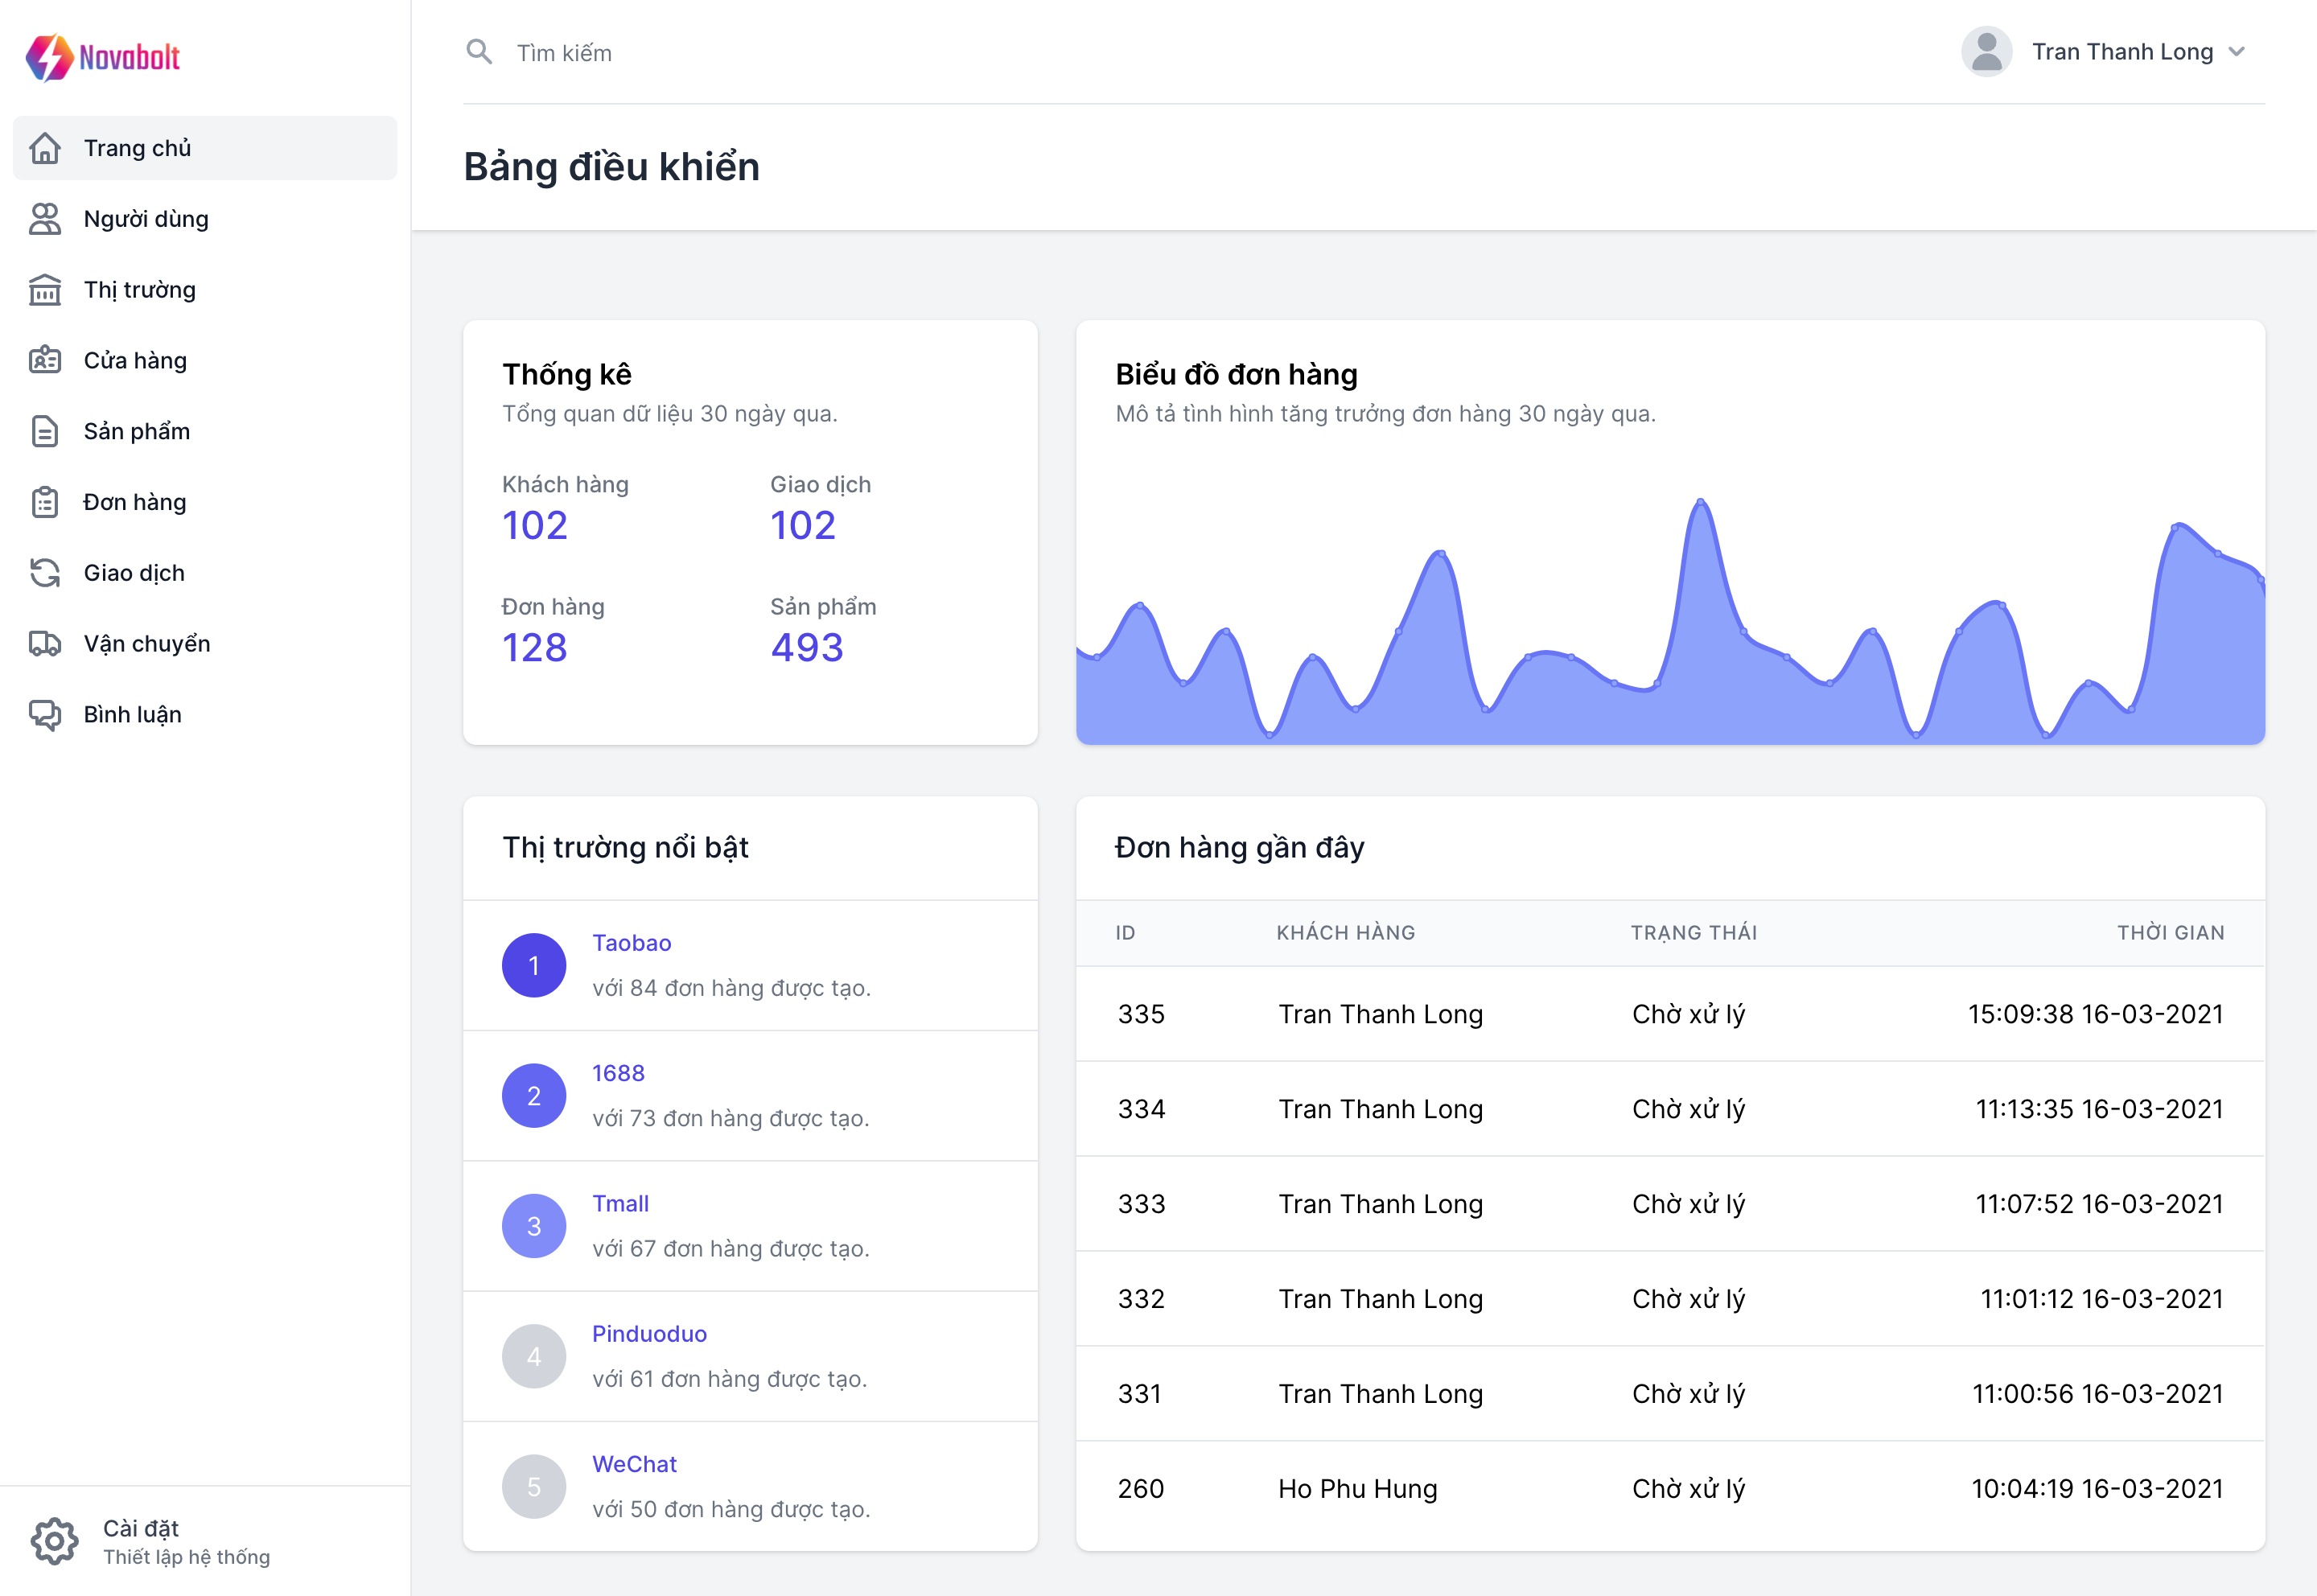 Novabolt
Trang chủ
Người dùng
Thị trường
Cửa hàng
Sản phẩm
Đơn hàng
Giao dịch
Vận chuyển
Bình luận
Cài đặt
Thiết lập hệ thống
Tìm kiếm
Tran Thanh Long
Bảng điều khiển
Thống kê
Tổng quan dữ liệu 30 ngày qua.
Khách hàng Giao dịch
102 102
Đơn hàng Sản phẩm
128 493
Biểu đồ đơn hàng
Mô tả tình hình tăng trưởng đơn hàng 30 ngày qua.
Thị trường nổi bật
1 Taobao
với 84 đơn hàng được tạo.
2 1688
với 73 đơn hàng được tạo.
3 Tmall
với 67 đơn hàng được tạo.
4 Pinduoduo
với 61 đơn hàng được tạo.
5 WeChat
với 50 đơn hàng được tạo.
Đơn hàng gần đây
ID KHÁCH HÀNG TRẠNG THÁI THỜI GIAN
335 Tran Thanh Long Chờ xử lý 15:09:38 16-03-2021
334 Tran Thanh Long Chờ xử lý 11:13:35 16-03-2021
333 Tran Thanh Long Chờ xử lý 11:07:52 16-03-2021
332 Tran Thanh Long Chờ xử lý 11:01:12 16-03-2021
331 Tran Thanh Long Chờ xử lý 11:00:56 16-03-2021
260 Ho Phu Hung Chờ xử lý 10:04:19 16-03-2021